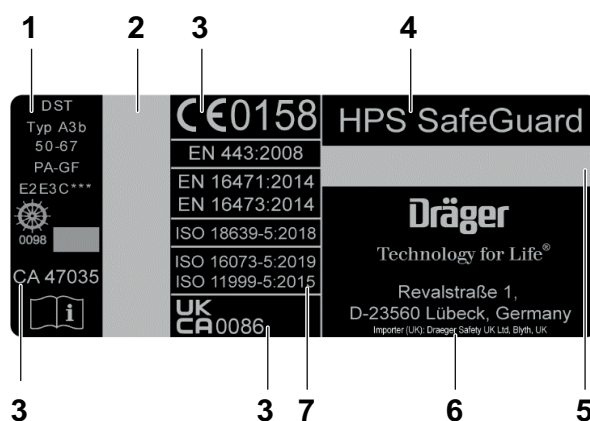 1 2 3 4
DST
Typ A3b
50-67
PA-GF
E2E3C***
0098
CA 47035
i
CE0158
EN 443:2008
EN 16471:2014
EN 16473:2014
ISO 18639-5:2018
ISO 16073-5:2019
ISO 11999-5:2015
UK
CA 0086
HPS SafeGuard
Dräger
Technology for Life®
Revalstraße 1,
D-23560 Lübeck, Germany
Importer (UK): Draeger Safety UK Ltd, Blyth, UK
3 3 7 6 5